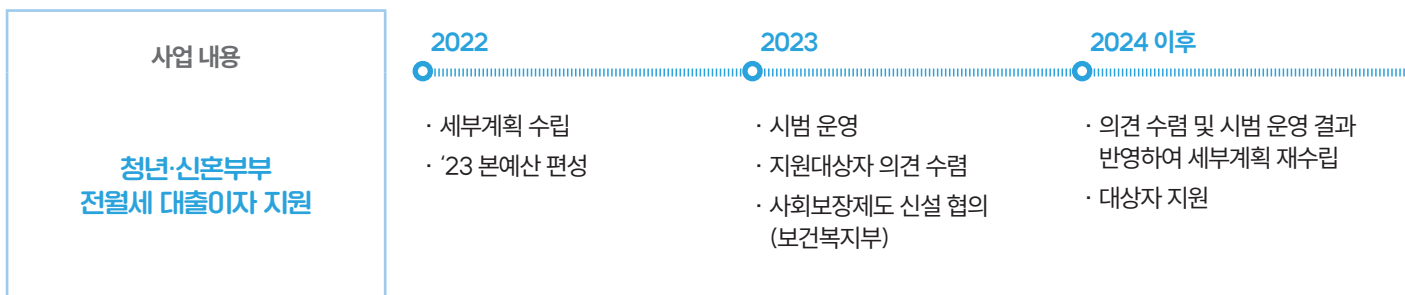 사업 내용
청년·신혼부부
전월세 대출이자 지원
2022
· 세부계획 수립
· ‘23 본예산 편성
2023
· 시범 운영
· 지원대상자 의견 수렴
· 사회보장제도 신설 협의
(보건복지부)
2024 이후
· 의견 수렴 및 시범 운영 결과
반영하여 세부계획 재수립
· 대상자 지원